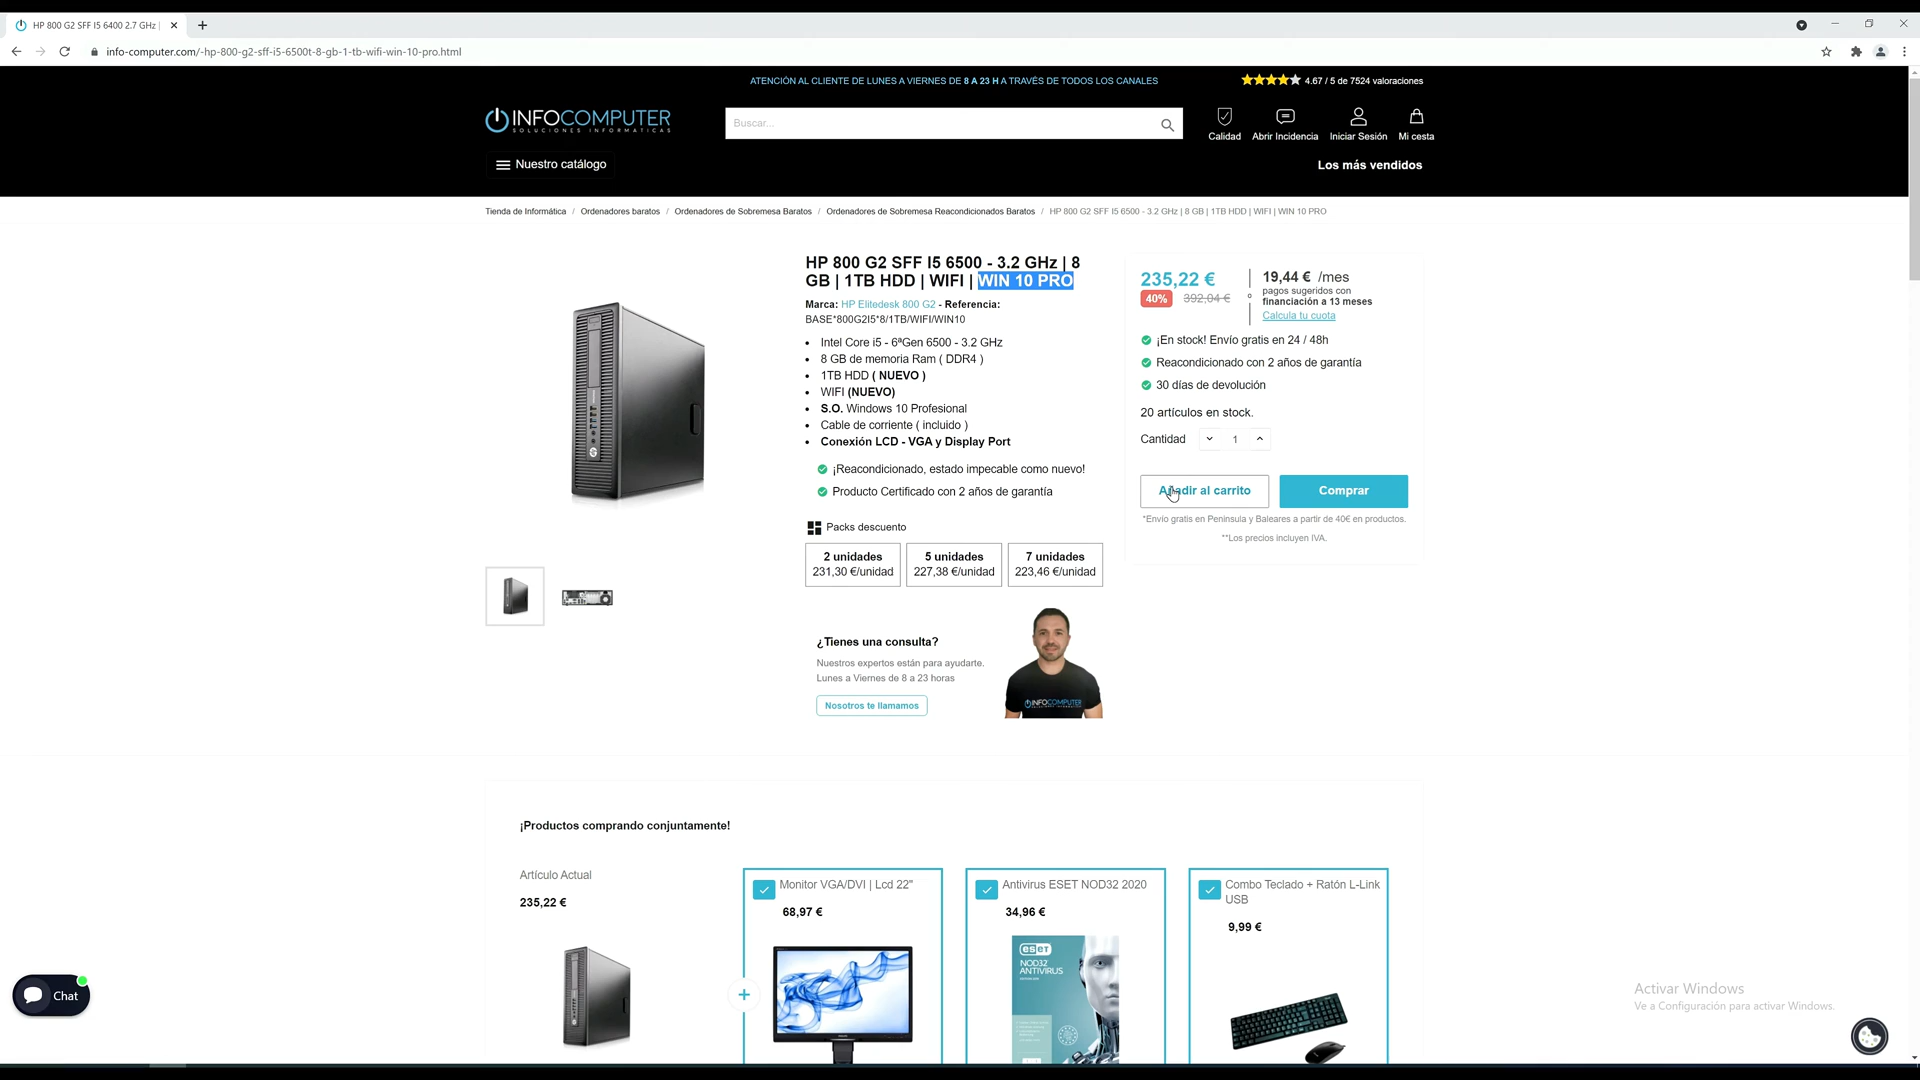 HP 800 G2 SFF I5 6400 2.7 GHz |
info-computer.com/-hp-800-g2-sff-i5-6500t-8-gb-1-tb-wifi-win-10-pro.html
ATENCIÓN AL CLIENTE DE LUNES A VIERNES DE 8 A 23 H A TRAVÉS DE TODOS LOS CANALES
4.67 / 5 de 7524 valoraciones
INFOCOMPUTER
SOLUCIONES INFORMÁTICAS
Buscar...
Calidad
Abrir Incidencia
Iniciar Sesión
Mi cesta
Nuestro catálogo
Los más vendidos
Tienda de Informática / Ordenadores baratos / Ordenadores de Sobremesa Baratos / Ordenadores de Sobremesa Reacondicionados Baratos / HP 800 G2 SFF I5 6500 - 3.2 GHz | 8 GB | 1TB HDD | WIFI | WIN 10 PRO
HP 800 G2 SFF I5 6500 - 3.2 GHz | 8
GB | 1TB HDD | WIFI | WIN 10 PRO
Marca: HP Elitedesk 800 G2 - Referencia:
BASE*800G2I5*8/1TB/WIFI/WIN10
• Intel Core i5 - 6ªGen 6500 - 3.2 GHz
• 8 GB de memoria Ram ( DDR4 )
• 1TB HDD ( NUEVO )
• WIFI (NUEVO)
• S.O. Windows 10 Profesional
• Cable de corriente ( incluido )
• Conexión LCD - VGA y Display Port
¡Reacondicionado, estado impecable como nuevo!
Producto Certificado con 2 años de garantía
Packs descuento
2 unidades
231,30 €/unidad
5 unidades
227,38 €/unidad
7 unidades
223,46 €/unidad
¿Tienes una consulta?
Nuestros expertos están para ayudarte.
Lunes a Viernes de 8 a 23 horas
Nosotros te llamamos
INFOCOMPUTER
235,22 €
40% 392,04 €
o
19,44 € /mes
pagos sugeridos con
financiación a 13 meses
Calcula tu cuota
¡En stock! Envío gratis en 24 / 48h
Reacondicionado con 2 años de garantía
30 días de devolución
20 artículos en stock.
Cantidad 1
Añadir al carrito
Comprar
*Envío gratis en Peninsula y Baleares a partir de 40€ en productos.
**Los precios incluyen IVA.
¡Productos comprando conjuntamente!
Artículo Actual
235,22 €
+
Monitor VGA/DVI | Lcd 22"
68,97 €
Antivirus ESET NOD32 2020
34,96 €
eset
NOD32
ANTIVIRUS
Combo Teclado + Ratón L-Link
USB
9,99 €
Chat
Activar Windows
Ve a Configuración para activar Windows.